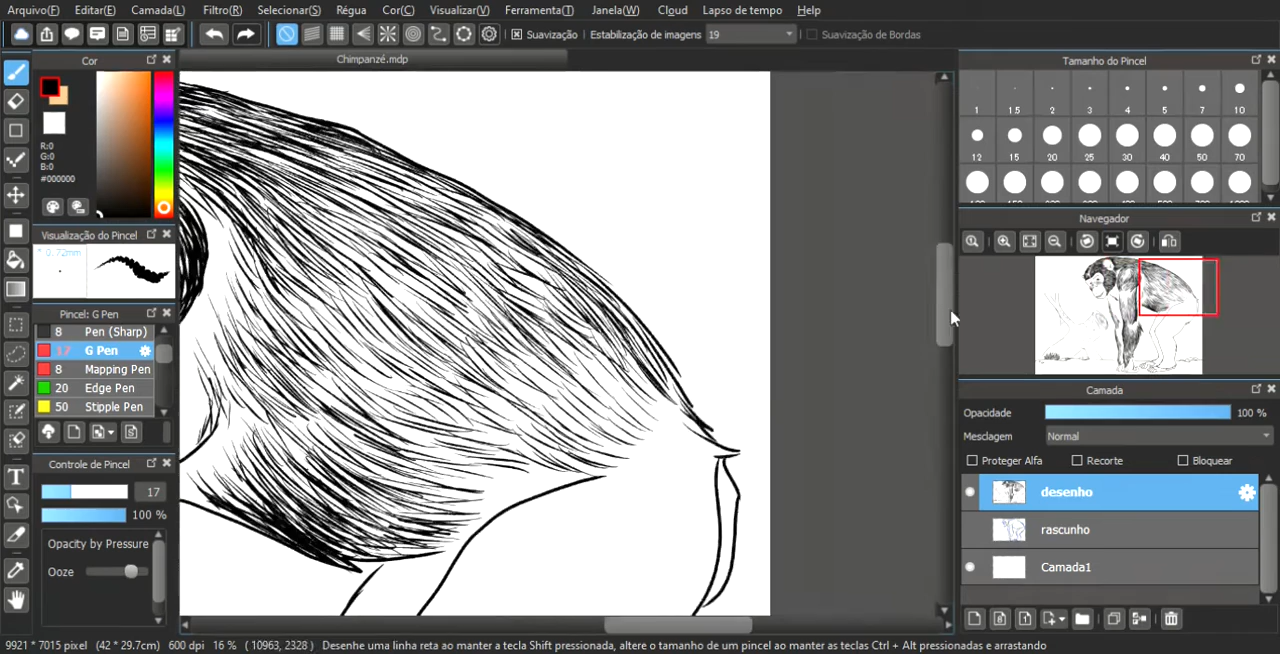 Arquivo(F) Editar(E) Camada(L) Filtro(R) Selecionar(S) Régua Cor(C) Visualizar(V) Ferramenta(T) Janela(W) Cloud Lapso de tempo Help
Suavização Estabilização de imagens 19 Suavização de Bordas
Cor
Chimpanzé.mdp
R:0
G:0
B:0
#000000
Visualização do Pincel
0.72mm
Pincel: G Pen
8 Pen (Sharp)
17 G Pen
8 Mapping Pen
20 Edge Pen
50 Stipple Pen
Controle de Pincel
17
100 %
Opacity by Pressure
Ooze
Tamanho do Pincel
1 1.5 2 3 4 5 7 10
12 15 20 25 30 40 50 70
Navegador
Camada
Opacidade 100 %
Mesclagem Normal
Proteger Alfa Recorte Bloquear
desenho
rascunho
Camada1
9921 * 7015 pixel (42 * 29.7cm) 600 dpi 16 % ( 10963, 2328 ) Desenhe uma linha reta ao manter a tecla Shift pressionada, altere o tamanho de um pincel ao manter as teclas Ctrl + Alt pressionadas e arrastando